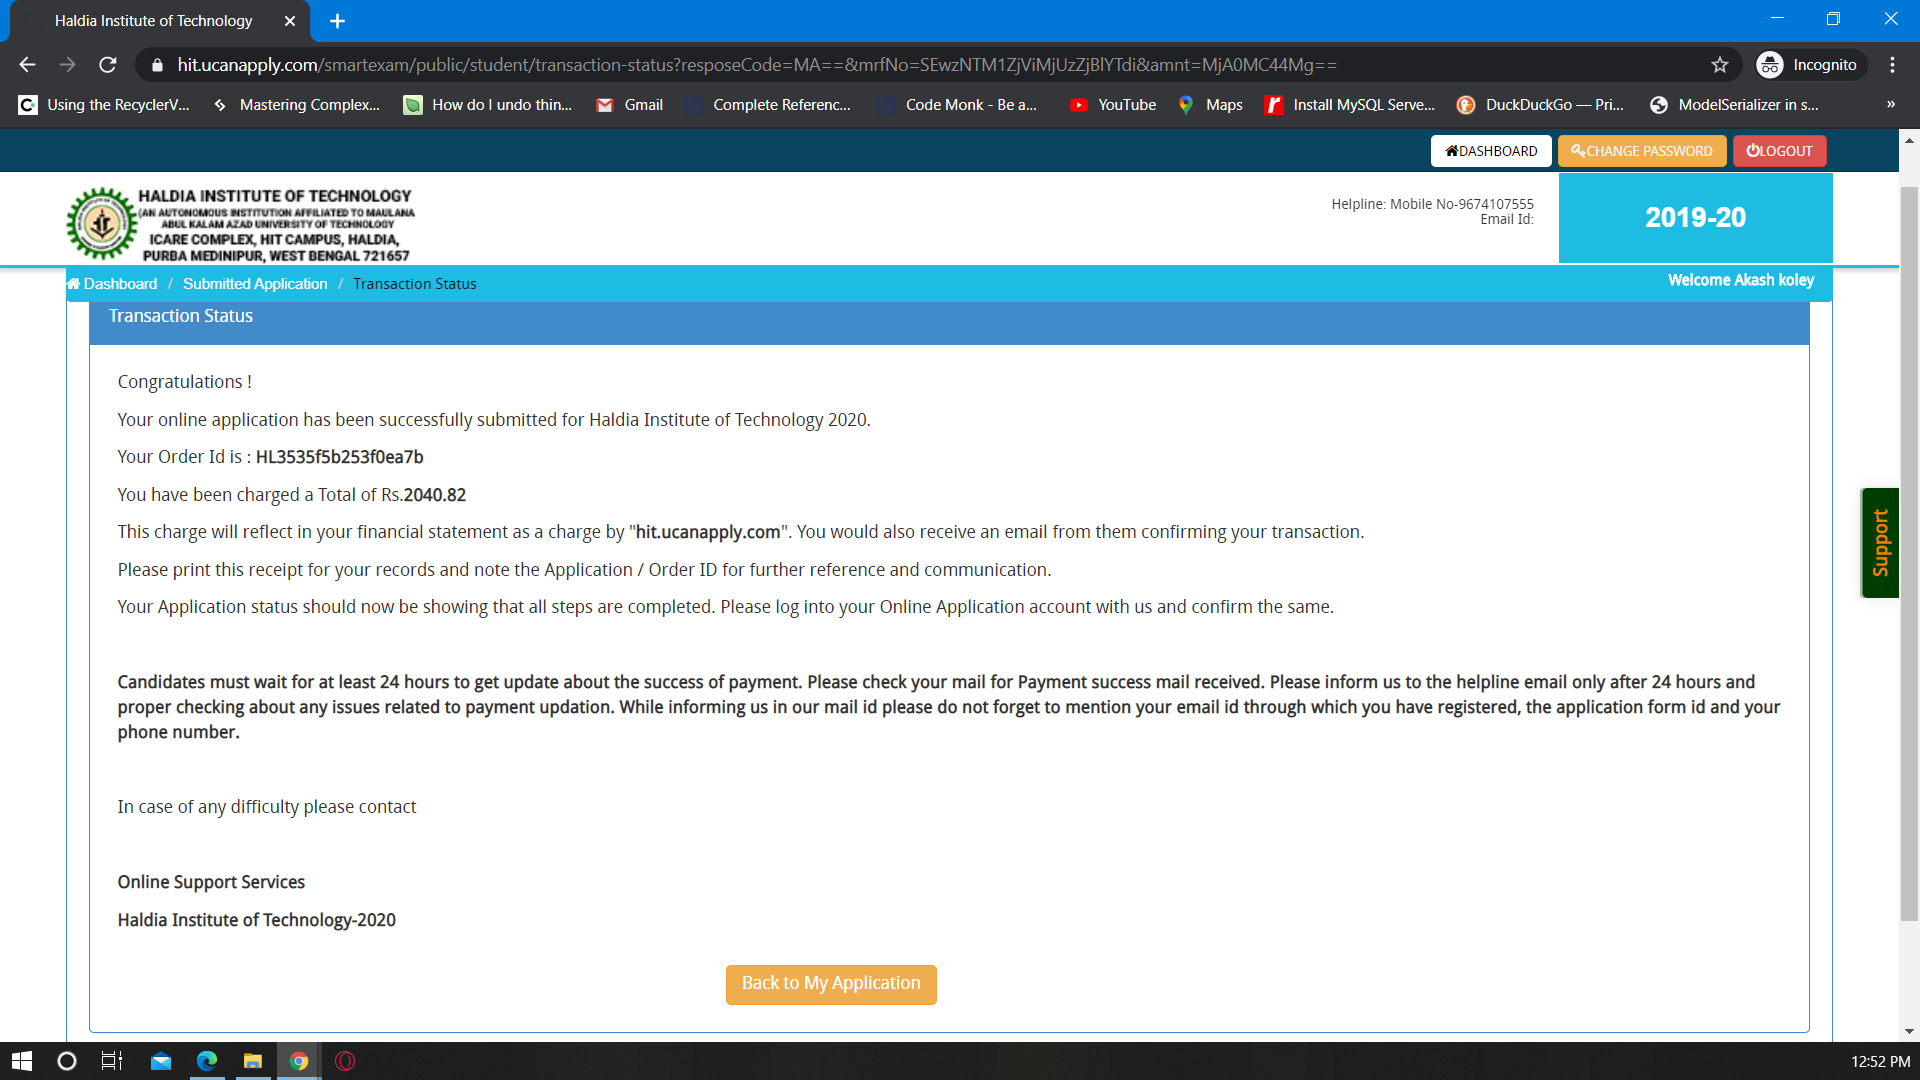 Haldia Institute of Technology
hit.ucanapply.com/smartexam/public/student/transaction-status?resposeCode=MA==&mrfNo=SEwzNTM1ZjViMjUzZjBlYTdi&amnt=MjA0MC44Mg==
Incognito
Using the RecyclerV... Mastering Complex... How do I undo thin... Gmail Complete Referenc... Code Monk - Be a... YouTube Maps Install MySQL Serve... DuckDuckGo — Pri... ModelSerializer in s... »
DASHBOARD CHANGE PASSWORD LOGOUT
HALDIA INSTITUTE OF TECHNOLOGY
(AN AUTONOMOUS INSTITUTION AFFILIATED TO MAULANA
ABUL KALAM AZAD UNIVERSITY OF TECHNOLOGY
ICARE COMPLEX, HIT CAMPUS, HALDIA,
PURBA MEDINIPUR, WEST BENGAL 721657
Helpline: Mobile No-9674107555
Email Id:
2019-20
Dashboard / Submitted Application / Transaction Status
Welcome Akash koley
Transaction Status
Congratulations !
Your online application has been successfully submitted for Haldia Institute of Technology 2020.
Your Order Id is : HL3535f5b253f0ea7b
You have been charged a Total of Rs.2040.82
This charge will reflect in your financial statement as a charge by "hit.ucanapply.com". You would also receive an email from them confirming your transaction.
Please print this receipt for your records and note the Application / Order ID for further reference and communication.
Your Application status should now be showing that all steps are completed. Please log into your Online Application account with us and confirm the same.
Candidates must wait for at least 24 hours to get update about the success of payment. Please check your mail for Payment success mail received. Please inform us to the helpline email only after 24 hours and
proper checking about any issues related to payment updation. While informing us in our mail id please do not forget to mention your email id through which you have registered, the application form id and your
phone number.
In case of any difficulty please contact
Online Support Services
Haldia Institute of Technology-2020
Back to My Application
Support
12:52 PM